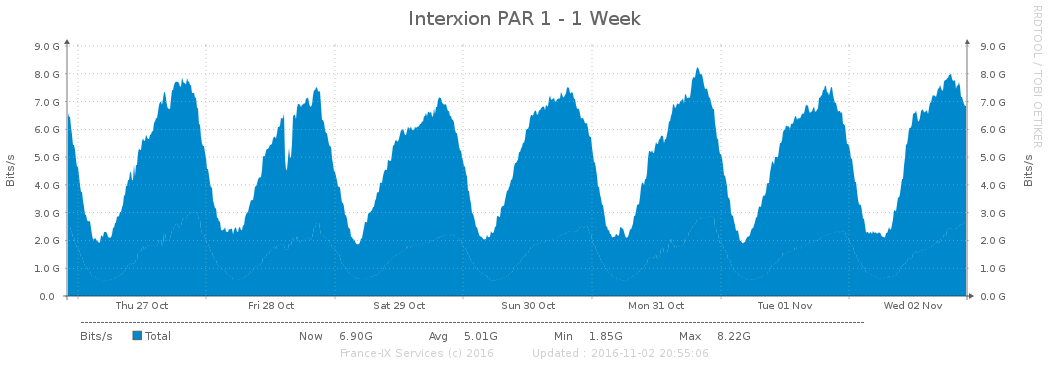 Interxion PAR 1 - 1 Week
RRDTOOL / TOBI OETIKER
9.0 G 9.0 G
8.0 G 8.0 G
7.0 G 7.0 G
6.0 G 6.0 G
5.0 G 5.0 G
4.0 G 4.0 G
3.0 G 3.0 G
2.0 G 2.0 G
1.0 G 1.0 G
0.0 0.0 G
Bits/s Bits/s
Thu 27 Oct Fri 28 Oct Sat 29 Oct Sun 30 Oct Mon 31 Oct Tue 01 Nov Wed 02 Nov
Bits/s Total Now 6.90G Avg 5.01G Min 1.85G Max 8.22G
France-IX Services (c) 2016 Updated : 2016-11-02 20:55:06